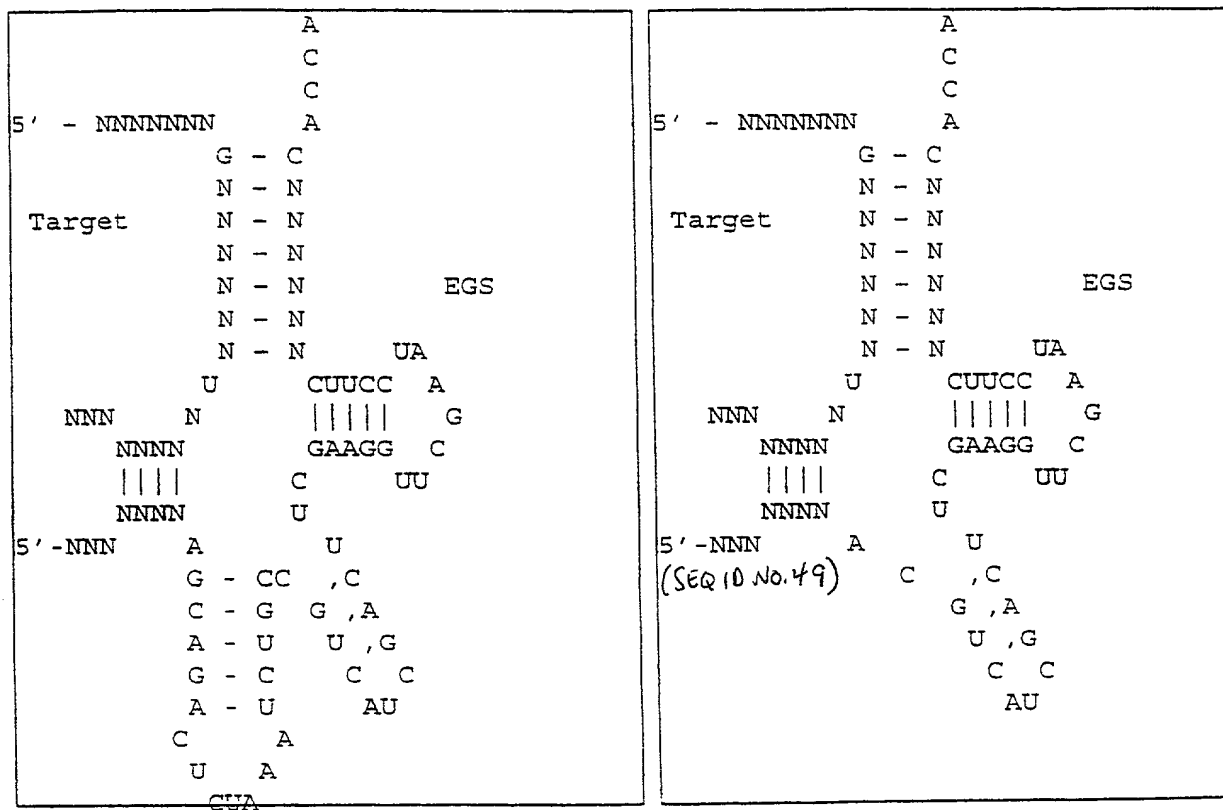 A
C
C
5' - NNNNNNN A
G - C
N - N
Target N - N
N - N
N - N EGS
N - N
N - N UA
U CUUCC A
NNN N ||||| G
NNNN GAAGG C
|||| C UU
NNNN U
5'-NNN A U
G - CC ,C
C - G G ,A
A - U U ,G
G - C C C
A - U AU
C A
U A
CUA
A
C
C
5' - NNNNNNN A
G - C
N - N
Target N - N
N - N
N - N EGS
N - N
N - N UA
U CUUCC A
NNN N ||||| G
NNNN GAAGG C
|||| C UU
NNNN U
5'-NNN A U
(SEQ ID NO. 49) C ,C
G ,A
U ,G
C C
AU